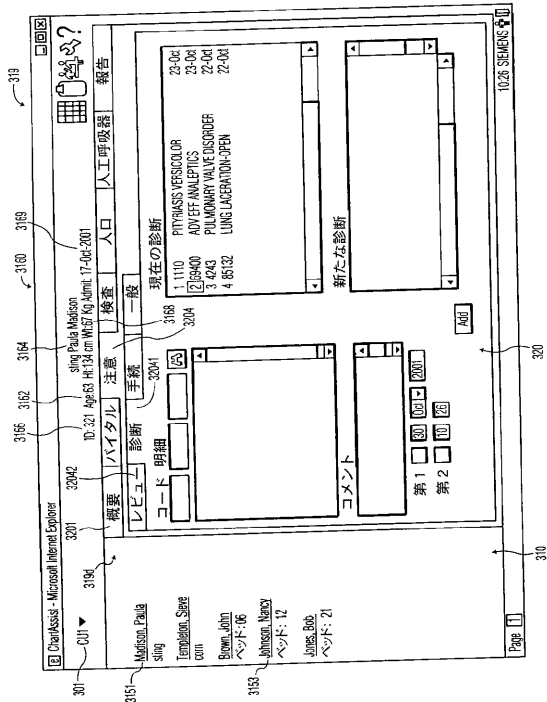 319
ChartAssist - Microsoft Internet Explorer
3160
301
CU1
3164
3169
3162
3166
sting Paula Madison
ID: 321 Age:63 Ht:134 cm Wt:67 Kg Admit: 17-Oct-2001
3168
3201
概要 バイタル 注意 検査 人口 人工呼吸器 報告
3204
319d
32042
32041
レビュー 診断 手続 一般
3151
Madison, Paula
sting
Templeton, Steve
com
Brown, John
ベッド:06
3153
Johnson, Nancy
ベッド: 12
Jones, Bob
ベッド: 21
コード 明細
現在の診断
1 1110 PITYRIASIS VERSICOLOR 23-Oct
2 69400 ADV EFF ANALEPTICS 23-Oct
3 4243 PULMONARY VALVE DISORDER 22-Oct
4 85132 LUNG LACERATION-OPEN 22-Oct
コメント
新たな診断
第1 30 Oct 2001
第2 10 26
Add
320
310
Page 1
10:26 SIEMENS